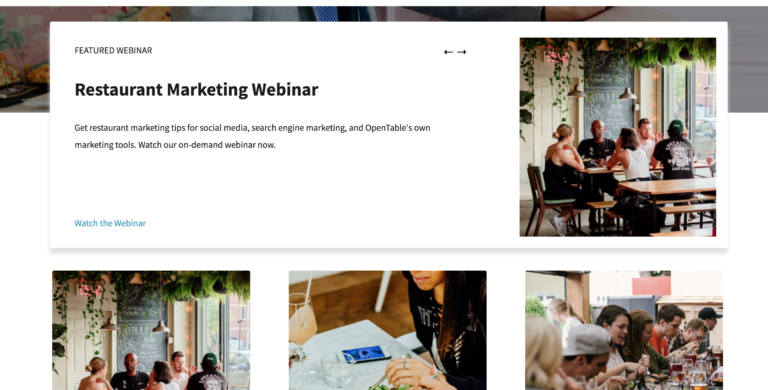 FEATURED WEBINAR
← →
Restaurant Marketing Webinar
Get restaurant marketing tips for social media, search engine marketing, and OpenTable's own
marketing tools. Watch our on-demand webinar now.
Watch the Webinar